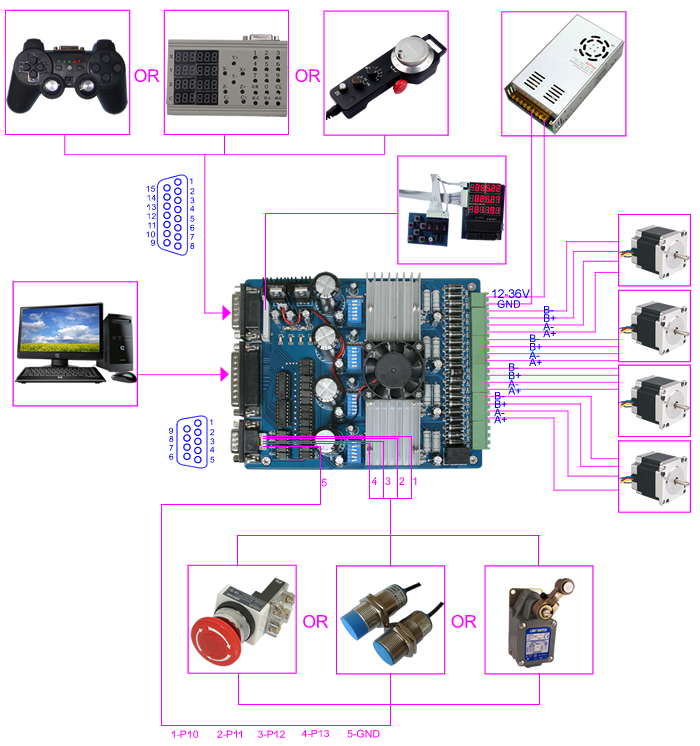 OR
OR
15
14
13
12
11
10
9
1
2
3
4
5
6
7
8
12-36V
GND
B-
B+
A-
A+
B-
B+
A-
A+
B-
B+
A-
A+
B-
B+
A-
A+
9
8
7
6
1
2
3
4
5
5
4
3
2
1
OR
OR
LIMIT SWITCH
1-P10 2-P11 3-P12 4-P13 5-GND